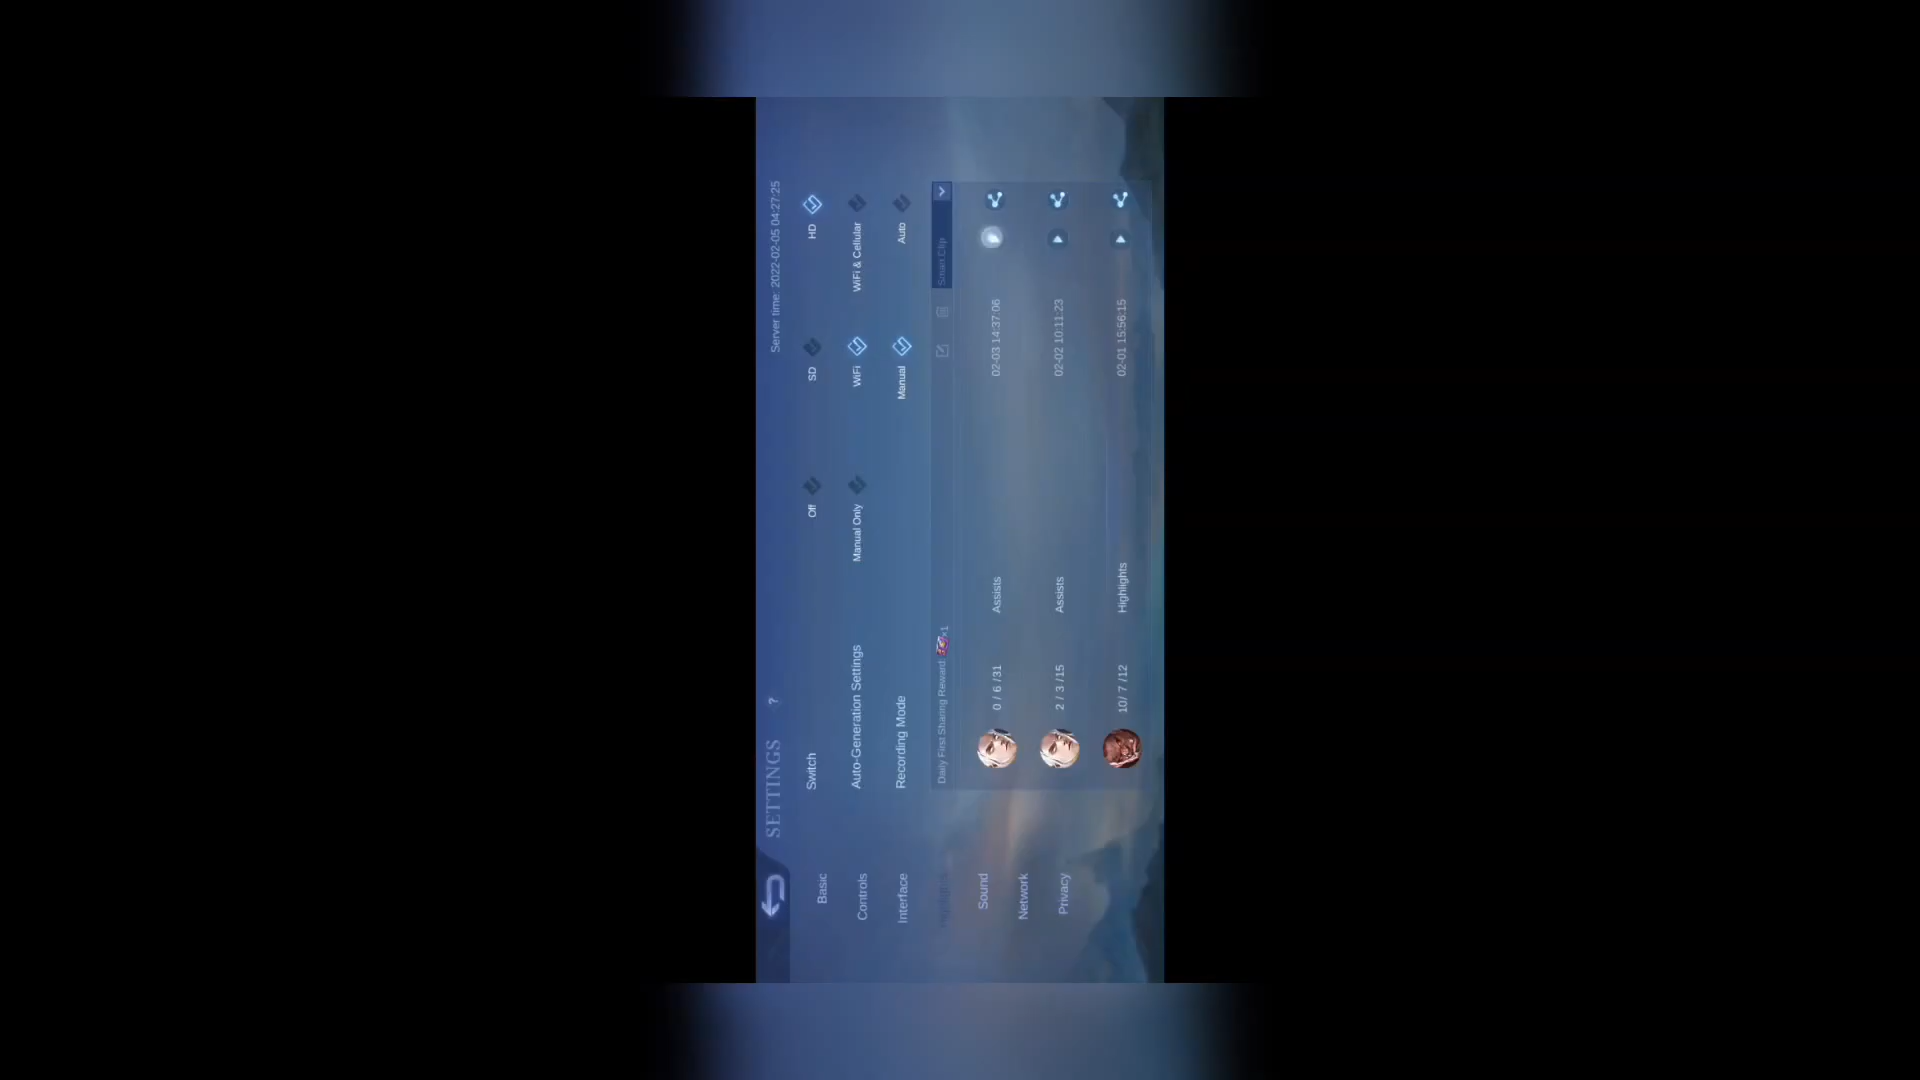 SETTINGS ?
Server time: 2022-02-05 04:27:25
Basic
Controls
Interface
Highlights
Sound
Network
Privacy
Switch Off SD HD
Auto-Generation Settings Manual Only WiFi WiFi & Cellular
Recording Mode Manual Auto
Daily First Sharing Reward: x1 Smart Clip
0 / 6 /31 Assists 02-03 14:37:06
2 / 3 /15 Assists 02-02 10:11:23
10/ 7 /12 Highlights 02-01 15:56:15